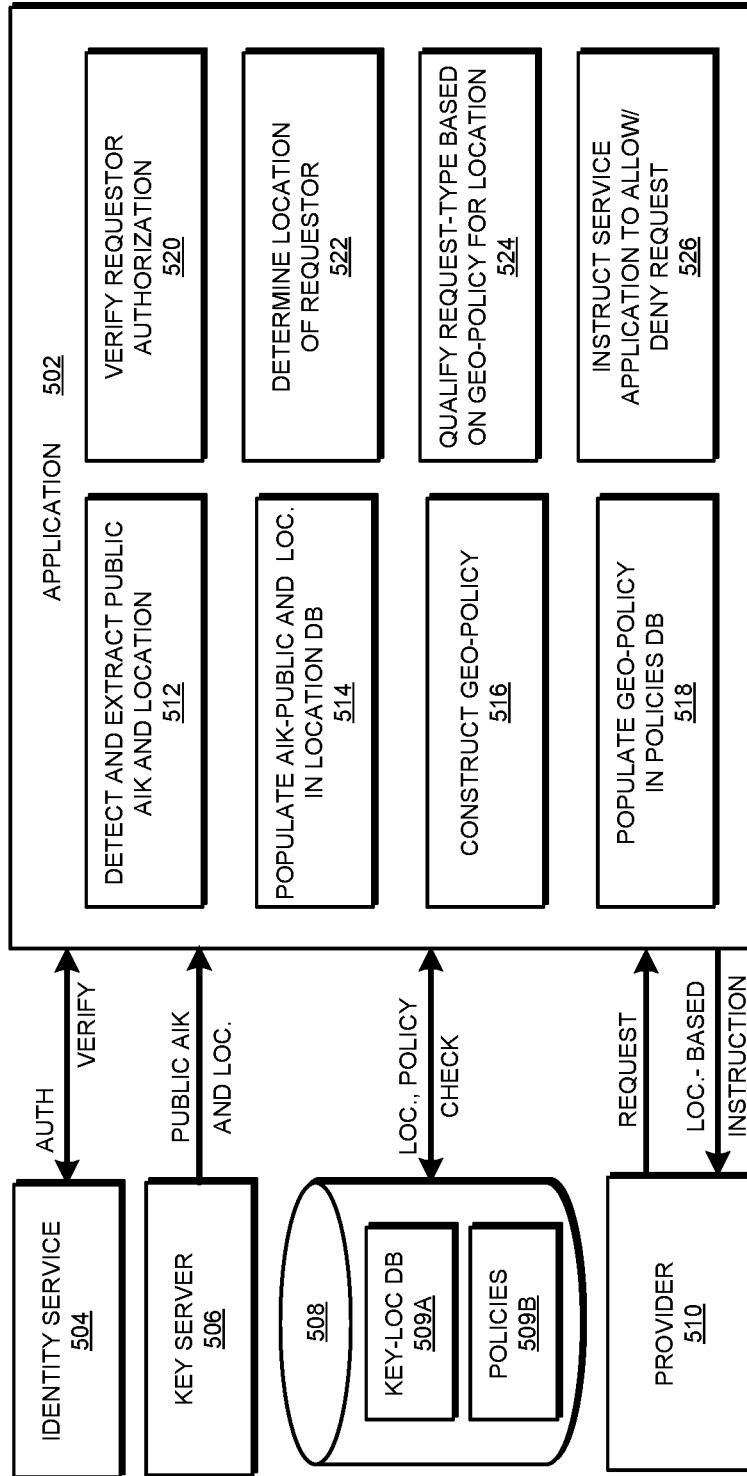 APPLICATION 502
DETECT AND EXTRACT PUBLIC
AIK AND LOCATION
512
POPULATE AIK-PUBLIC AND LOC.
IN LOCATION DB
514
CONSTRUCT GEO-POLICY
516
POPULATE GEO-POLICY
IN POLICIES DB
518
VERIFY REQUESTOR
AUTHORIZATION
520
DETERMINE LOCATION
OF REQUESTOR
522
QUALIFY REQUEST-TYPE BASED
ON GEO-POLICY FOR LOCATION
524
INSTRUCT SERVICE
APPLICATION TO ALLOW/
DENY REQUEST
526
AUTH
VERIFY
PUBLIC AIK
AND LOC.
LOC., POLICY
CHECK
REQUEST
LOC.- BASED
INSTRUCTION
IDENTITY SERVICE
504
KEY SERVER
506
508
KEY-LOC DB
509A
POLICIES
509B
PROVIDER
510